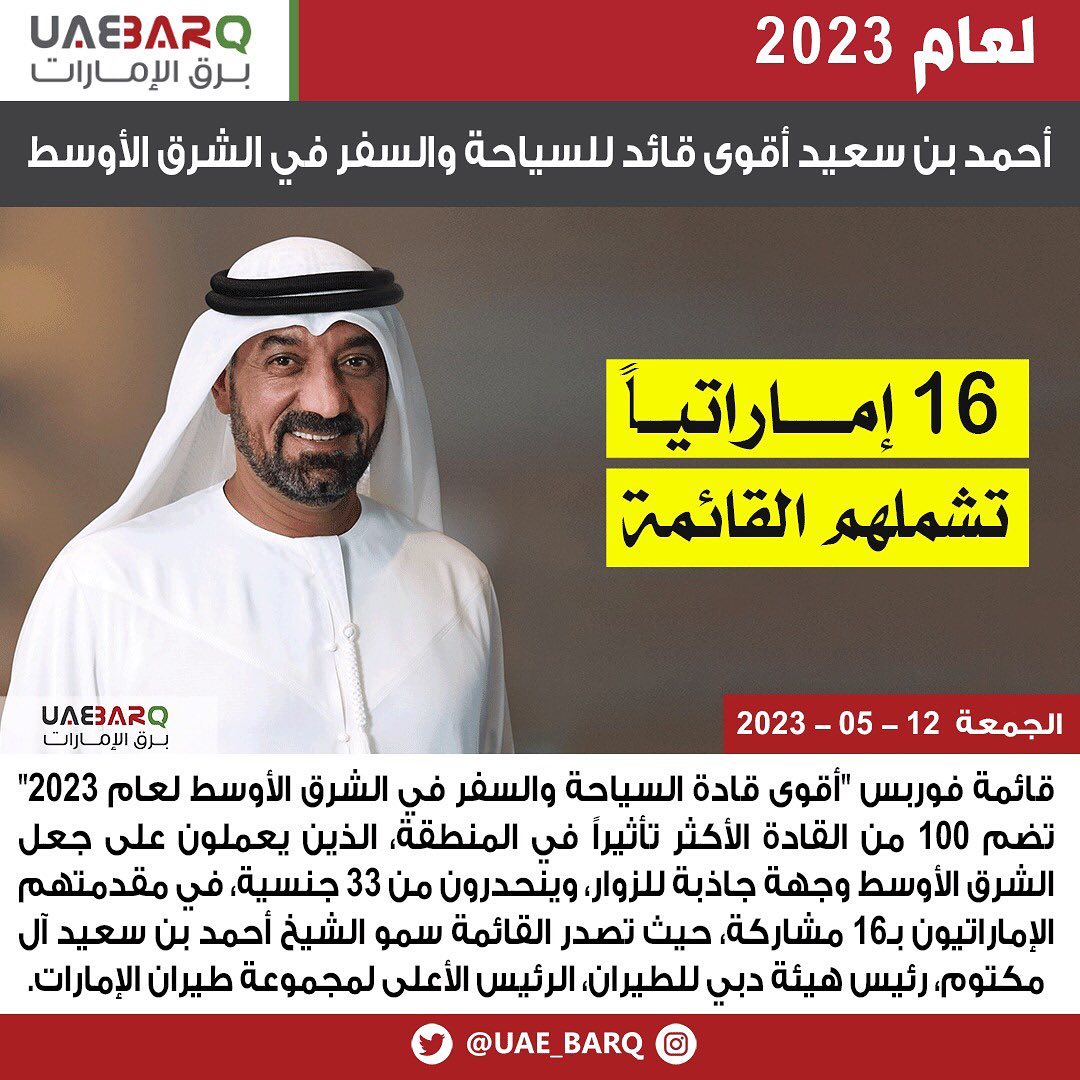 UAEBARQ
برق الإمارات
لعام 2023
أحمد بن سعيد أقوى قائد للسياحة والسفر في الشرق الأوسط
16 إمـــاراتيـــاً
تشملهم القائمة
UAEBARQ
برق الإمارات
الجمعة 12 – 05 – 2023
قائمة فوربس "أقوى قادة السياحة والسفر في الشرق الأوسط لعام 2023"
تضم 100 من القادة الأكثر تأثيراً في المنطقة، الذين يعملون على جعل
الشرق الأوسط وجهة جاذبة للزوار، وينحدرون من 33 جنسية، في مقدمتهم
الإماراتيون بـ16 مشاركة، حيث تصدر القائمة سمو الشيخ أحمد بن سعيد آل
مكتوم، رئيس هيئة دبي للطيران، الرئيس الأعلى لمجموعة طيران الإمارات.
@UAE_BARQ